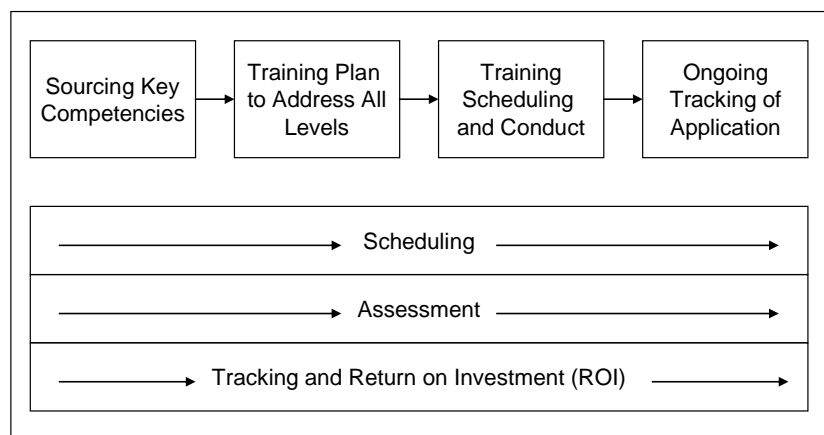 Sourcing Key
Competencies
Training Plan
to Address All
Levels
Training
Scheduling
and Conduct
Ongoing
Tracking of
Application
Scheduling
Assessment
Tracking and Return on Investment (ROI)